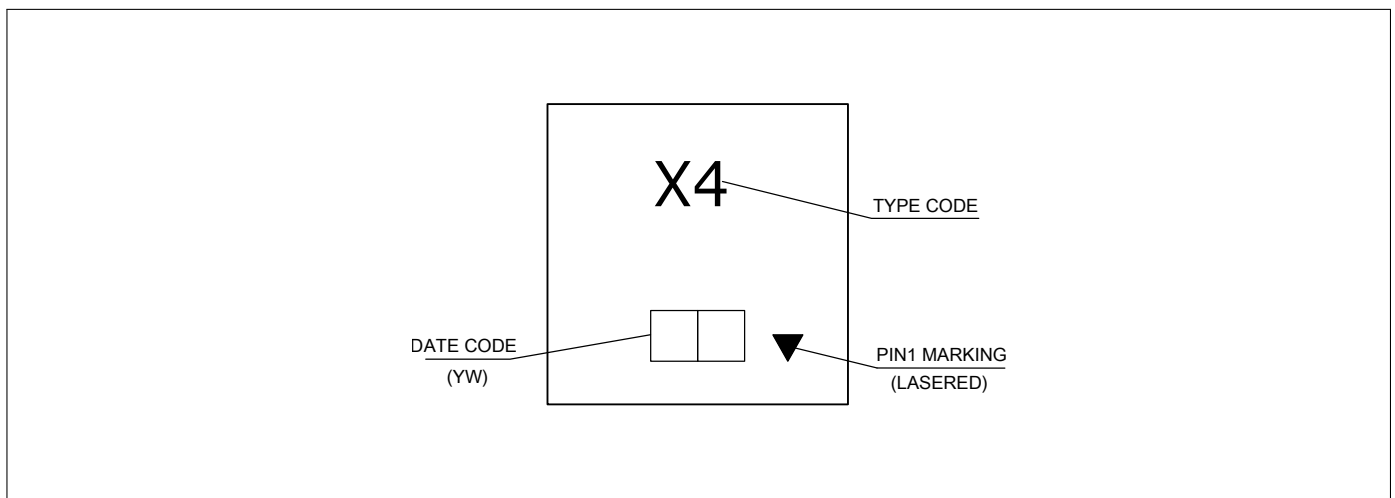 X4
TYPE CODE
DATE CODE
(YW)
PIN1 MARKING
(LASERED)